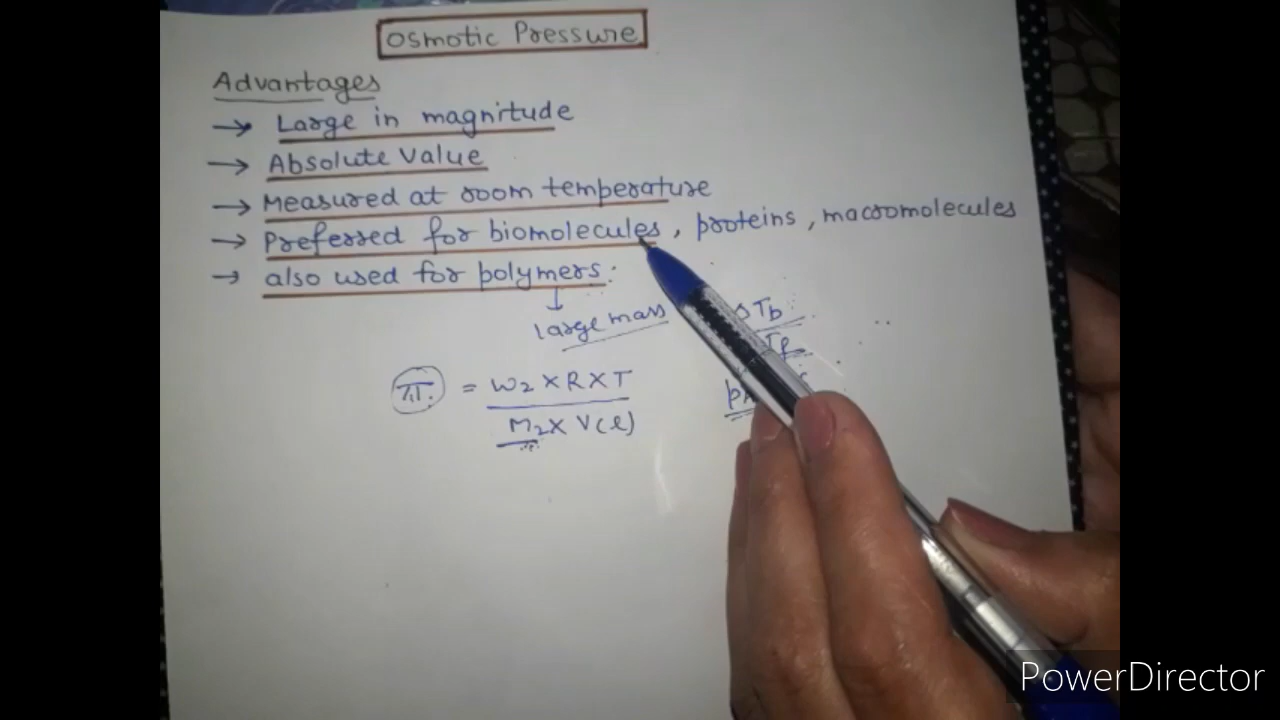 Osmotic Pressure
Advantages
→ Large in magnitude
→ Absolute Value
→ Measured at room temperature
→ Preferred for biomolecules, proteins, macromolecules
→ also used for polymers.
↓
large mass
ΔTb
Tf
π = W2 X R X T
M2 X V(l)
PowerDirector